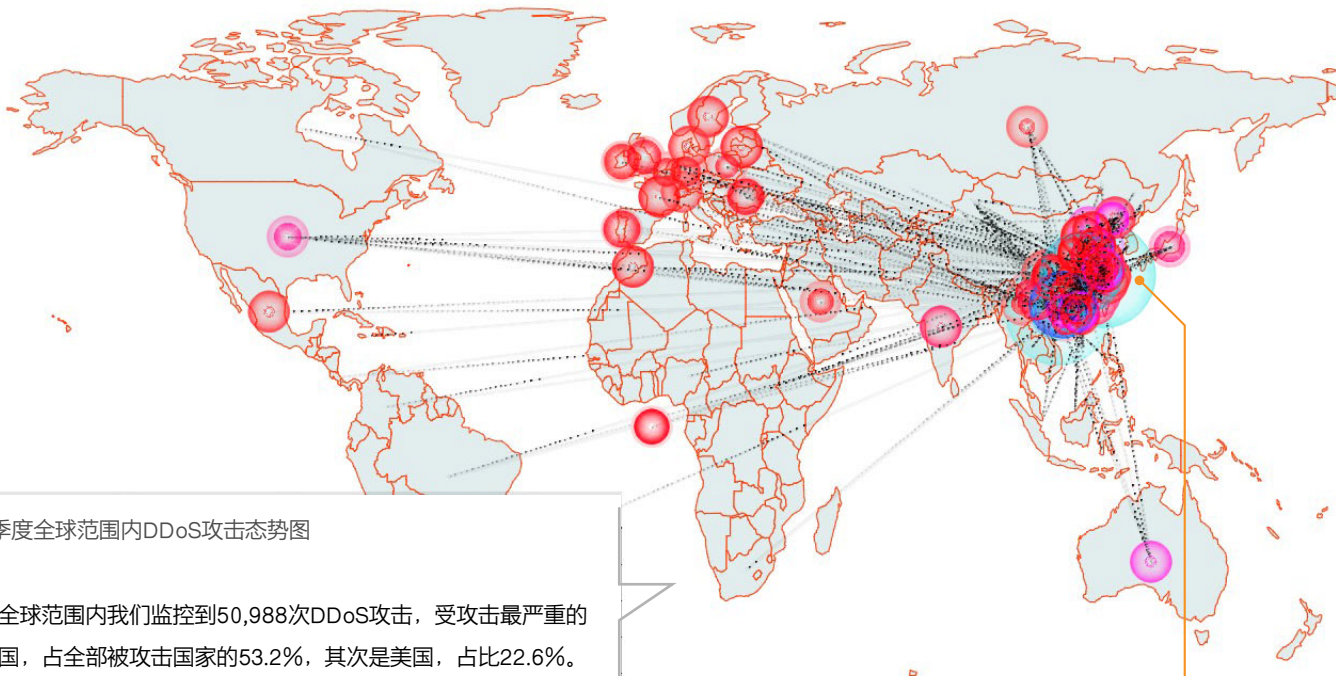 季度全球范围内DDoS攻击态势图
全球范围内我们监控到50,988次DDoS攻击，受攻击最严重的
国，占全部被攻击国家的53.2%，其次是美国，占比22.6%。